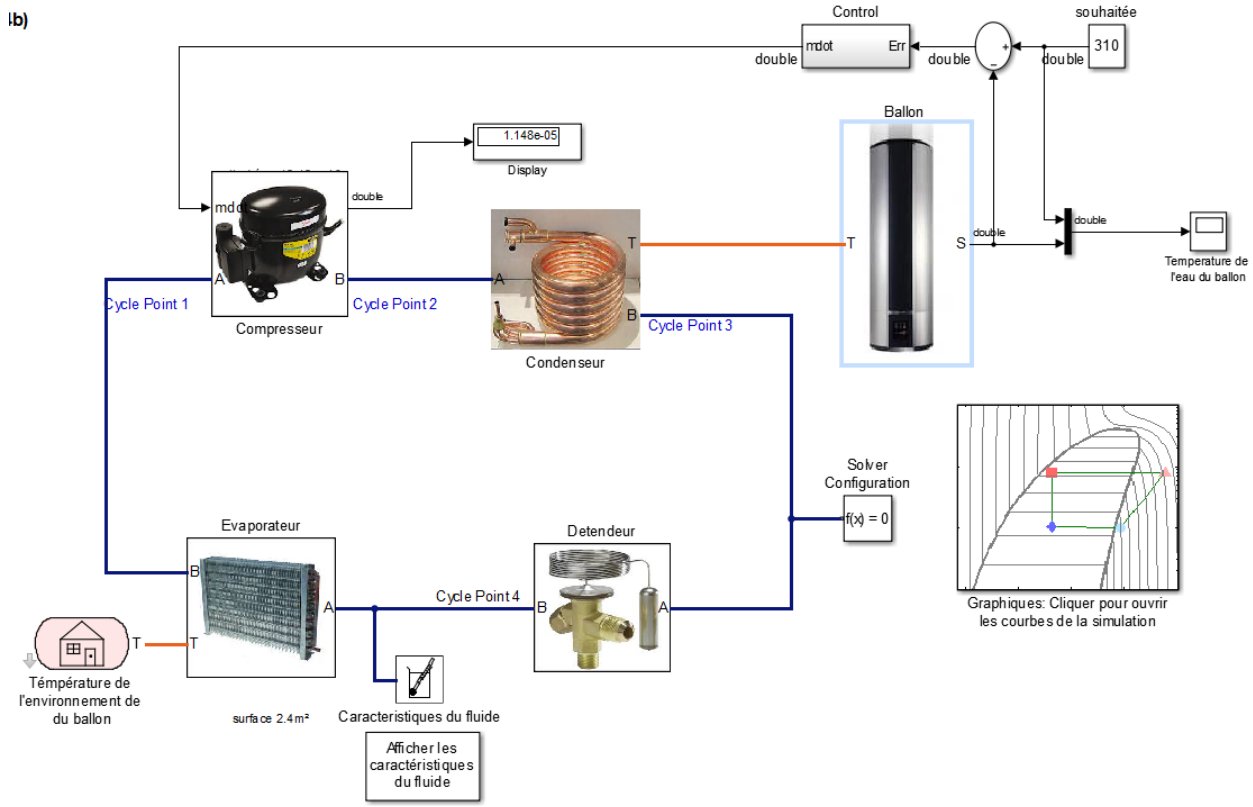 4b)
Control
souhaitée
mdot
Err
310
+
−
double
double
double
Ballon
1.148e-05
Display
double
mdot
T
T
S
double
double
A
B
A
B
Temperature de
l'eau du ballon
Cycle Point 1
Cycle Point 2
Cycle Point 3
Compresseur
Condenseur
Solver
Configuration
f(x) = 0
Evaporateur
Detendeur
B
A
Cycle Point 4
B
A
T
T
Graphiques: Cliquer pour ouvrir
les courbes de la simulation
Témpérature de
l'environnement de
du ballon
surface 2.4m²
Caracteristiques du fluide
Afficher les
caractéristiques
du fluide